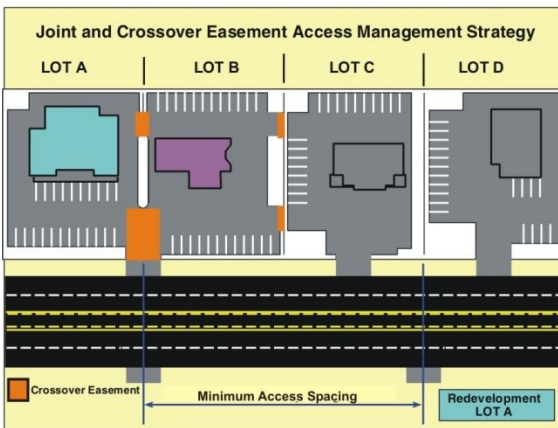 Joint and Crossover Easement Access Management Strategy
LOT A LOT B LOT C LOT D
Crossover Easement
Minimum Access Spacing
Redevelopment
LOT A